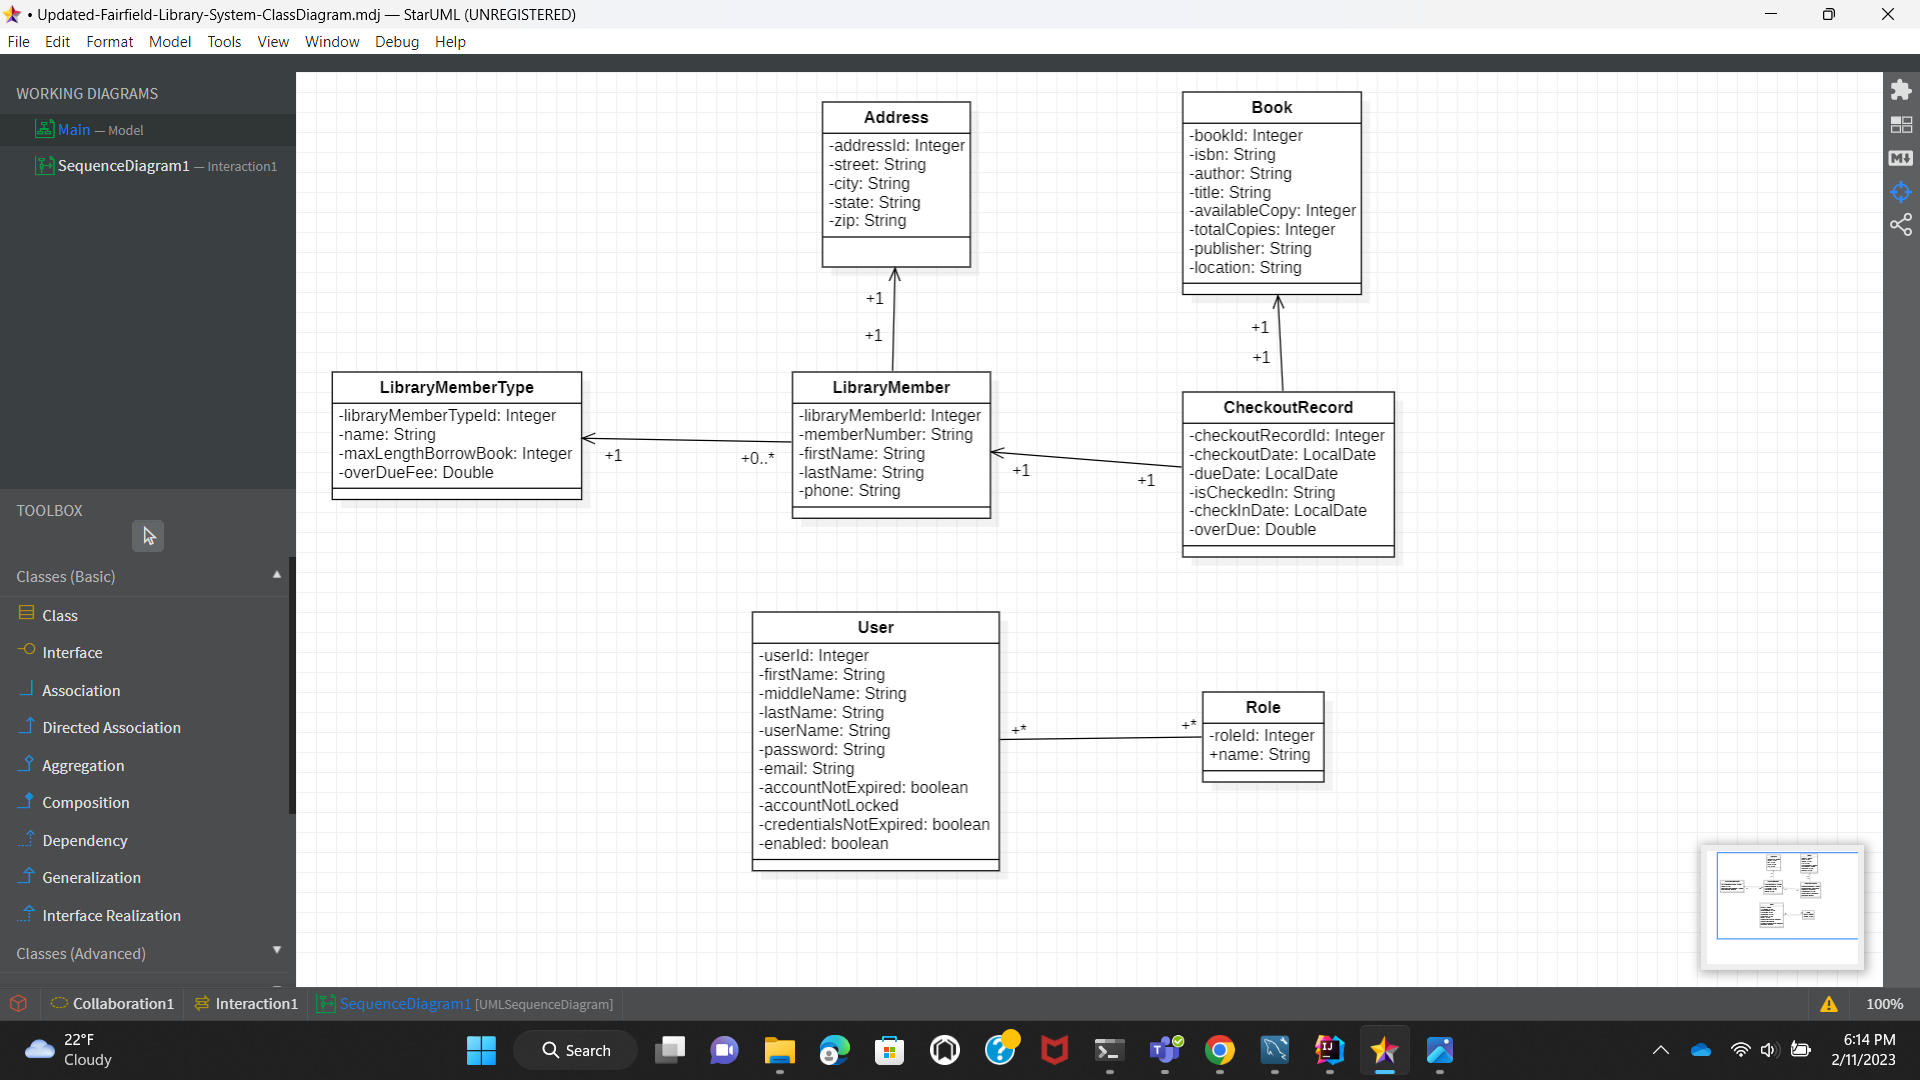 • Updated-Fairfield-Library-System-ClassDiagram.mdj — StarUML (UNREGISTERED)
File Edit Format Model Tools View Window Debug Help
WORKING DIAGRAMS
Main — Model
SequenceDiagram1 — Interaction1
TOOLBOX
Classes (Basic)
Class
Interface
Association
Directed Association
Aggregation
Composition
Dependency
Generalization
Interface Realization
Classes (Advanced)
Address
-addressId: Integer
-street: String
-city: String
-state: String
-zip: String
+1
+1
Book
-bookId: Integer
-isbn: String
-author: String
-title: String
-availableCopy: Integer
-totalCopies: Integer
-publisher: String
-location: String
+1
+1
LibraryMemberType
-libraryMemberTypeId: Integer
-name: String
-maxLengthBorrowBook: Integer
-overDueFee: Double
+1
+0..*
LibraryMember
-libraryMemberId: Integer
-memberNumber: String
-firstName: String
-lastName: String
-phone: String
+1
+1
CheckoutRecord
-checkoutRecordId: Integer
-checkoutDate: LocalDate
-dueDate: LocalDate
-isCheckedIn: String
-checkInDate: LocalDate
-overDue: Double
User
-userId: Integer
-firstName: String
-middleName: String
-lastName: String
-userName: String
-password: String
-email: String
-accountNotExpired: boolean
-accountNotLocked
-credentialsNotExpired: boolean
-enabled: boolean
+*
+*
Role
-roleId: Integer
+name: String
M
Collaboration1 Interaction1 SequenceDiagram1 [UMLSequenceDiagram]
100%
22°F
Cloudy
Search
6:14 PM
2/11/2023